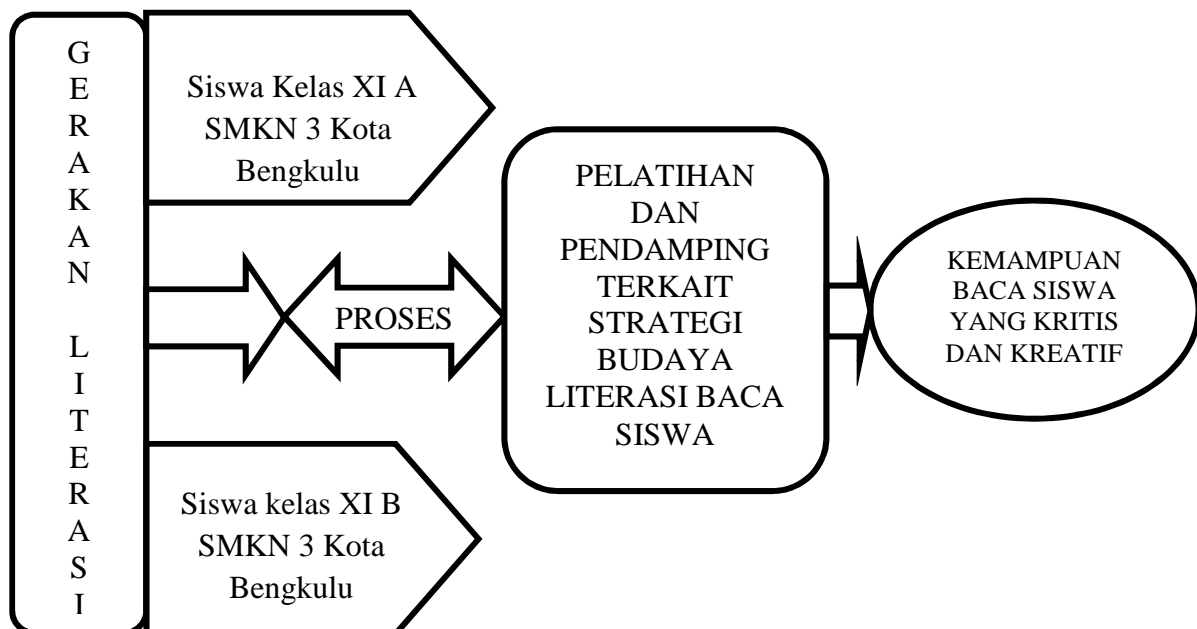 G
E
R
A
K
A
N
L
I
T
E
R
A
S
I
Siswa Kelas XI A
SMKN 3 Kota
Bengkulu
PROSES
Siswa kelas XI B
SMKN 3 Kota
Bengkulu
PELATIHAN
DAN
PENDAMPING
TERKAIT
STRATEGI
BUDAYA
LITERASI BACA
SISWA
KEMAMPUAN
BACA SISWA
YANG KRITIS
DAN KREATIF